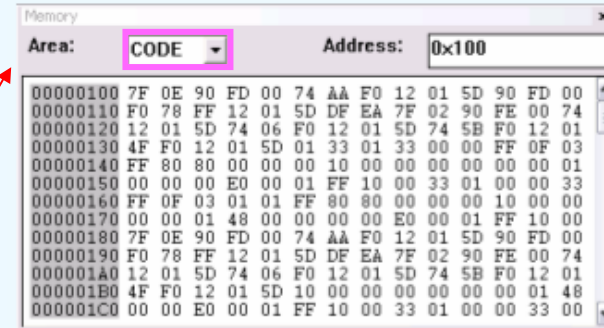 Memory
Area: CODE Address: 0x100
00000100 7F 0E 90 FD 00 74 AA F0 12 01 5D 90 FD 00
00000110 F0 78 FF 12 01 5D DF EA 7F 02 90 FE 00 74
00000120 12 01 5D 74 06 F0 12 01 5D 74 5B F0 12 01
00000130 4F F0 12 01 5D 01 33 01 33 00 00 FF 0F 03
00000140 FF 80 80 00 00 00 10 00 00 00 00 00 00 01
00000150 00 00 00 E0 00 01 FF 10 00 33 01 00 00 33
00000160 FF 0F 03 01 01 FF 80 80 00 00 00 10 00 00
00000170 00 00 01 48 00 00 00 00 E0 00 01 FF 10 00
00000180 7F 0E 90 FD 00 74 AA F0 12 01 5D 90 FD 00
00000190 F0 78 FF 12 01 5D DF EA 7F 02 90 FE 00 74
000001A0 12 01 5D 74 06 F0 12 01 5D 74 5B F0 12 01
000001B0 4F F0 12 01 5D 10 00 00 00 00 00 00 01 48
000001C0 00 00 E0 00 01 FF 10 00 33 01 00 00 33 00